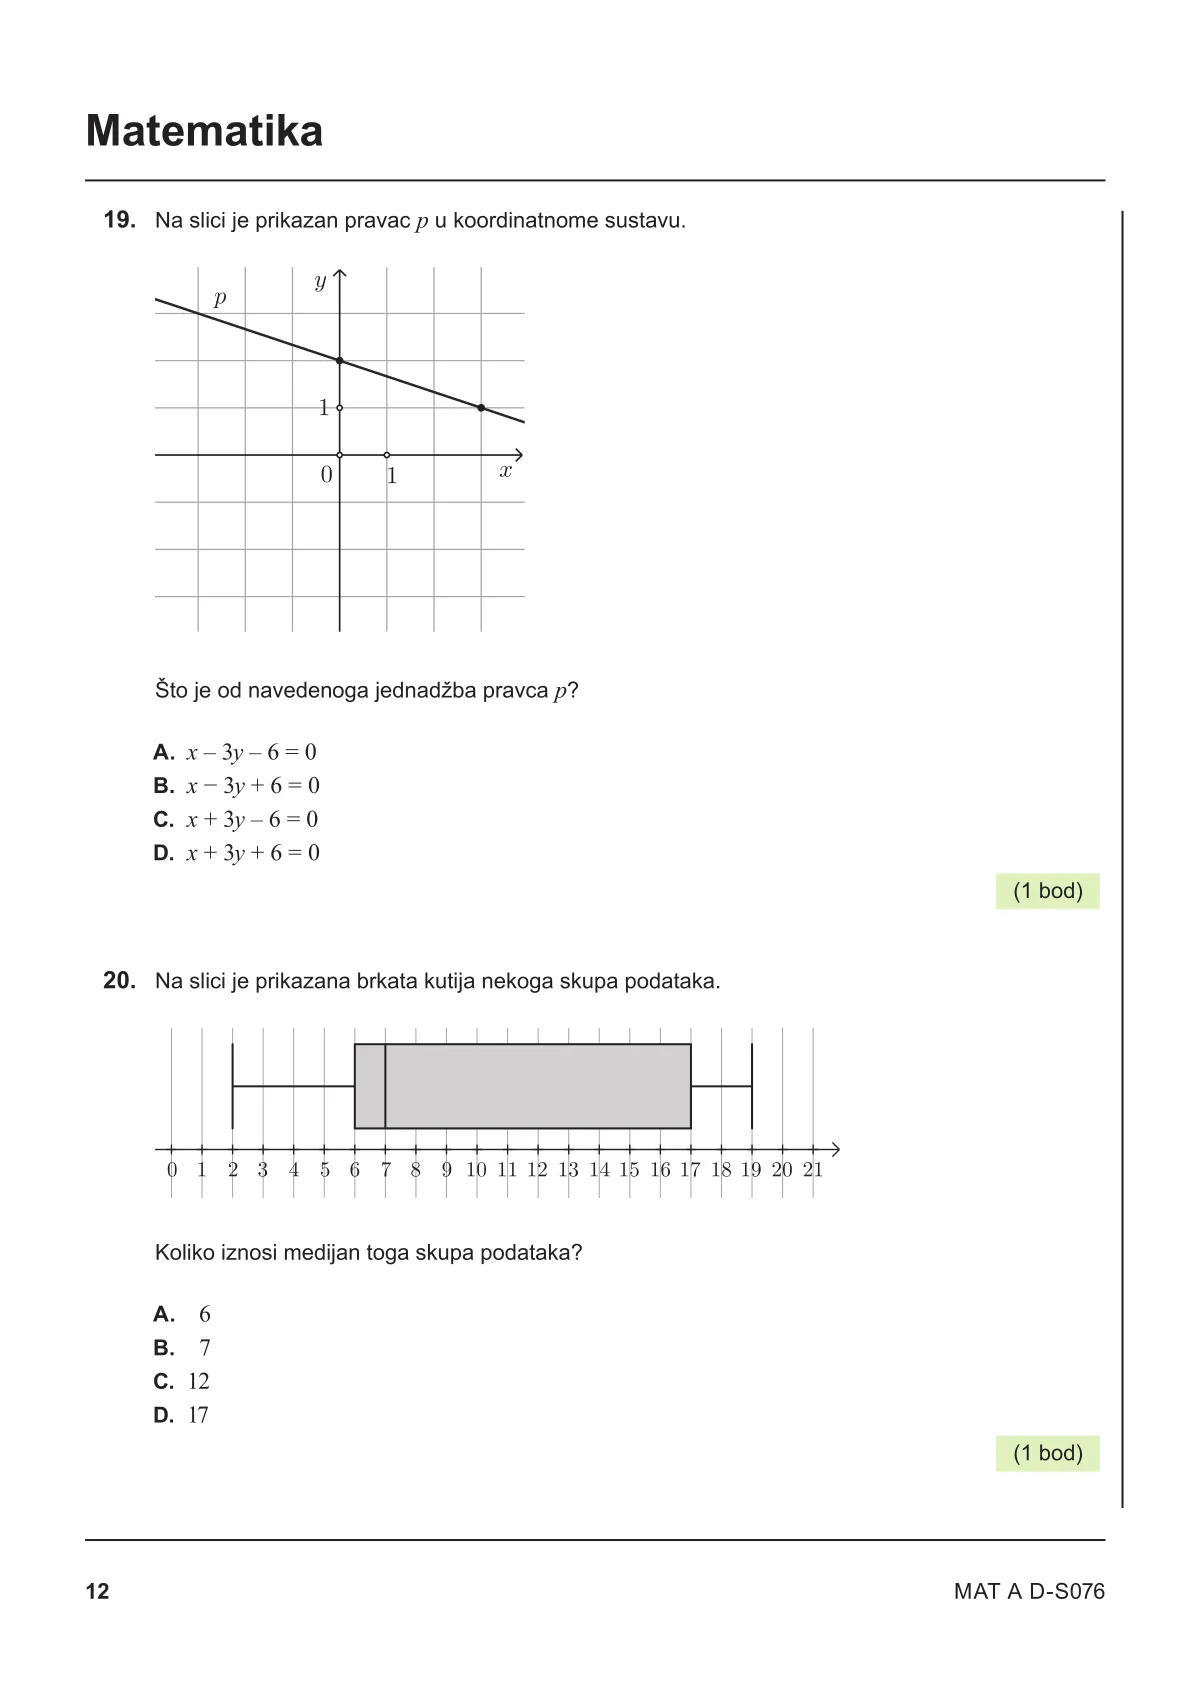 Matematika
19. Na slici je prikazan pravac p u koordinatnome sustavu.
y
p
1
0
1
x
Što je od navedenoga jednadžba pravca p?
A. x – 3y – 6 = 0
B. x − 3y + 6 = 0
C. x + 3y – 6 = 0
D. x + 3y + 6 = 0
(1 bod)
20. Na slici je prikazana brkata kutija nekoga skupa podataka.
0 1 2 3 4 5 6 7 8 9 10 11 12 13 14 15 16 17 18 19 20 21
Koliko iznosi medijan toga skupa podataka?
A. 6
B. 7
C. 12
D. 17
(1 bod)
12
MAT A D-S076